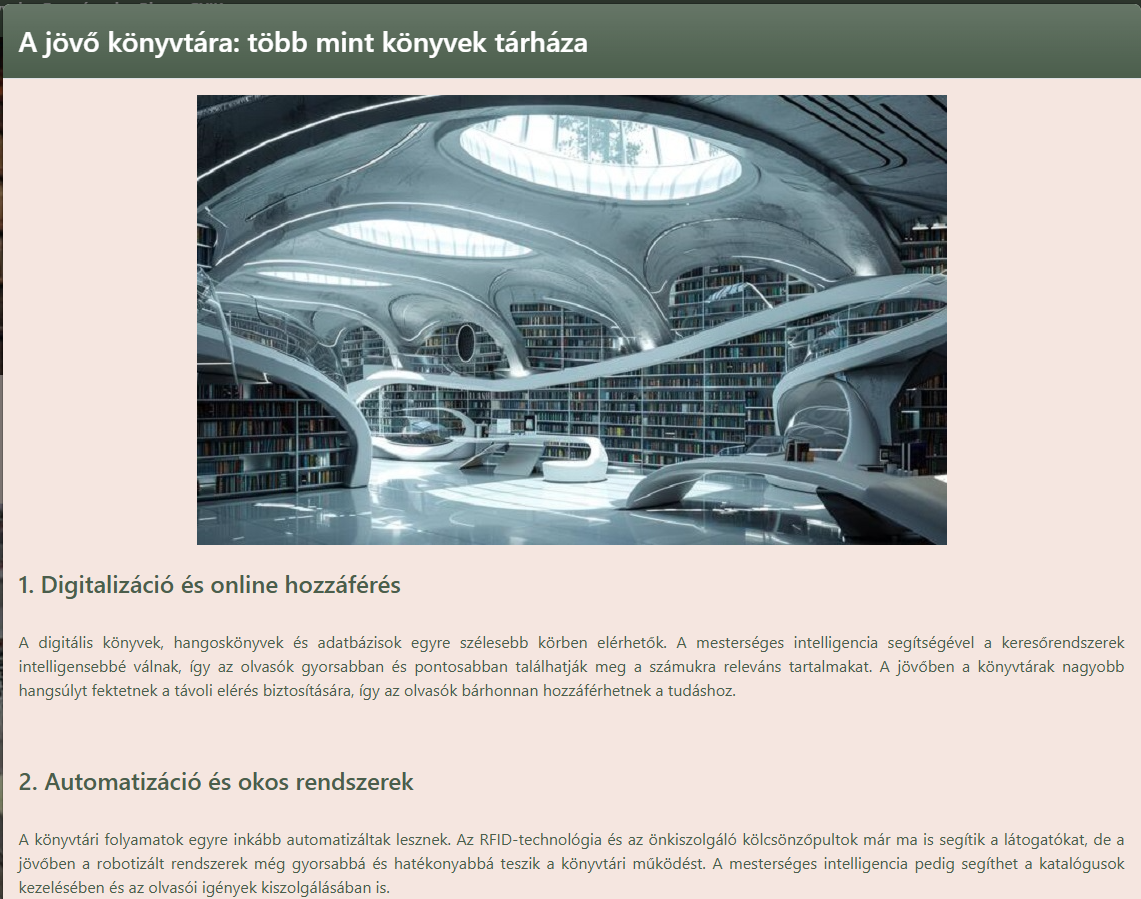 A jövő könyvtára: több mint könyvek tárháza
1. Digitalizáció és online hozzáférés
A digitális könyvek, hangoskönyvek és adatbázisok egyre szélesebb körben elérhetők. A mesterséges intelligencia segítségével a keresőrendszerek
intelligensebbé válnak, így az olvasók gyorsabban és pontosabban találhatják meg a számukra releváns tartalmakat. A jövőben a könyvtárak nagyobb
hangsúlyt fektetnek a távoli elérés biztosítására, így az olvasók bárhonnan hozzáférhetnek a tudáshoz.
2. Automatizáció és okos rendszerek
A könyvtári folyamatok egyre inkább automatizáltak lesznek. Az RFID-technológia és az önkiszolgáló kölcsönzőpultok már ma is segítik a látogatókat, de a
jövőben a robotizált rendszerek még gyorsabbá és hatékonyabbá teszik a könyvtári működést. A mesterséges intelligencia pedig segíthet a katalógusok
kezelésében és az olvasói igények kiszolgálásában is.